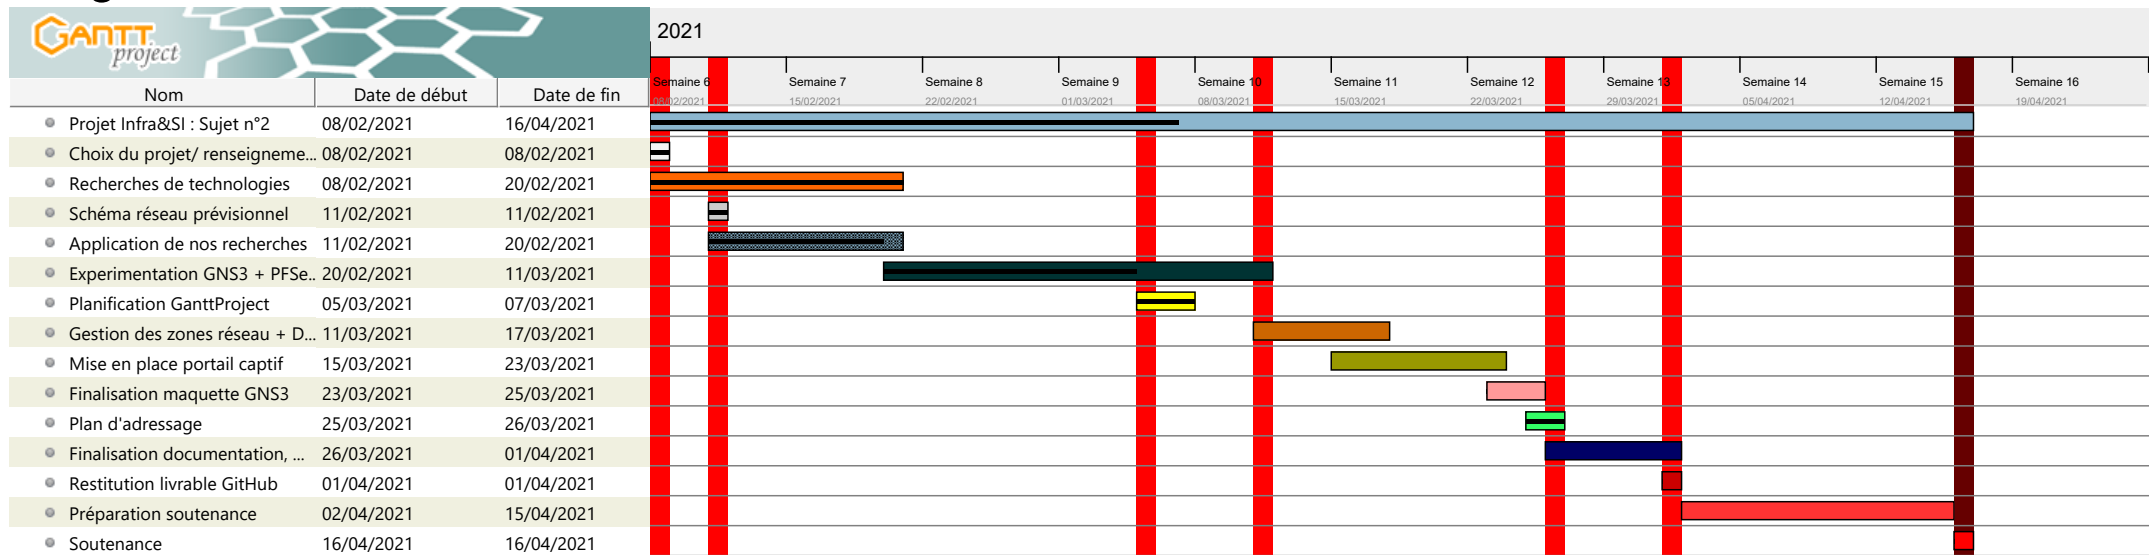 GANTT
project
2021
Semaine 6 Semaine 7 Semaine 8 Semaine 9 Semaine 10 Semaine 11 Semaine 12 Semaine 13 Semaine 14 Semaine 15 Semaine 16
08/02/2021 15/02/2021 22/02/2021 01/03/2021 08/03/2021 15/03/2021 22/03/2021 29/03/2021 05/04/2021 12/04/2021 19/04/2021
Nom Date de début Date de fin
Projet Infra&SI : Sujet n°2 08/02/2021 16/04/2021
Choix du projet/ renseigneme... 08/02/2021 08/02/2021
Recherches de technologies 08/02/2021 20/02/2021
Schéma réseau prévisionnel 11/02/2021 11/02/2021
Application de nos recherches 11/02/2021 20/02/2021
Experimentation GNS3 + PFSe.. 20/02/2021 11/03/2021
Planification GanttProject 05/03/2021 07/03/2021
Gestion des zones réseau + D... 11/03/2021 17/03/2021
Mise en place portail captif 15/03/2021 23/03/2021
Finalisation maquette GNS3 23/03/2021 25/03/2021
Plan d'adressage 25/03/2021 26/03/2021
Finalisation documentation, ... 26/03/2021 01/04/2021
Restitution livrable GitHub 01/04/2021 01/04/2021
Préparation soutenance 02/04/2021 15/04/2021
Soutenance 16/04/2021 16/04/2021